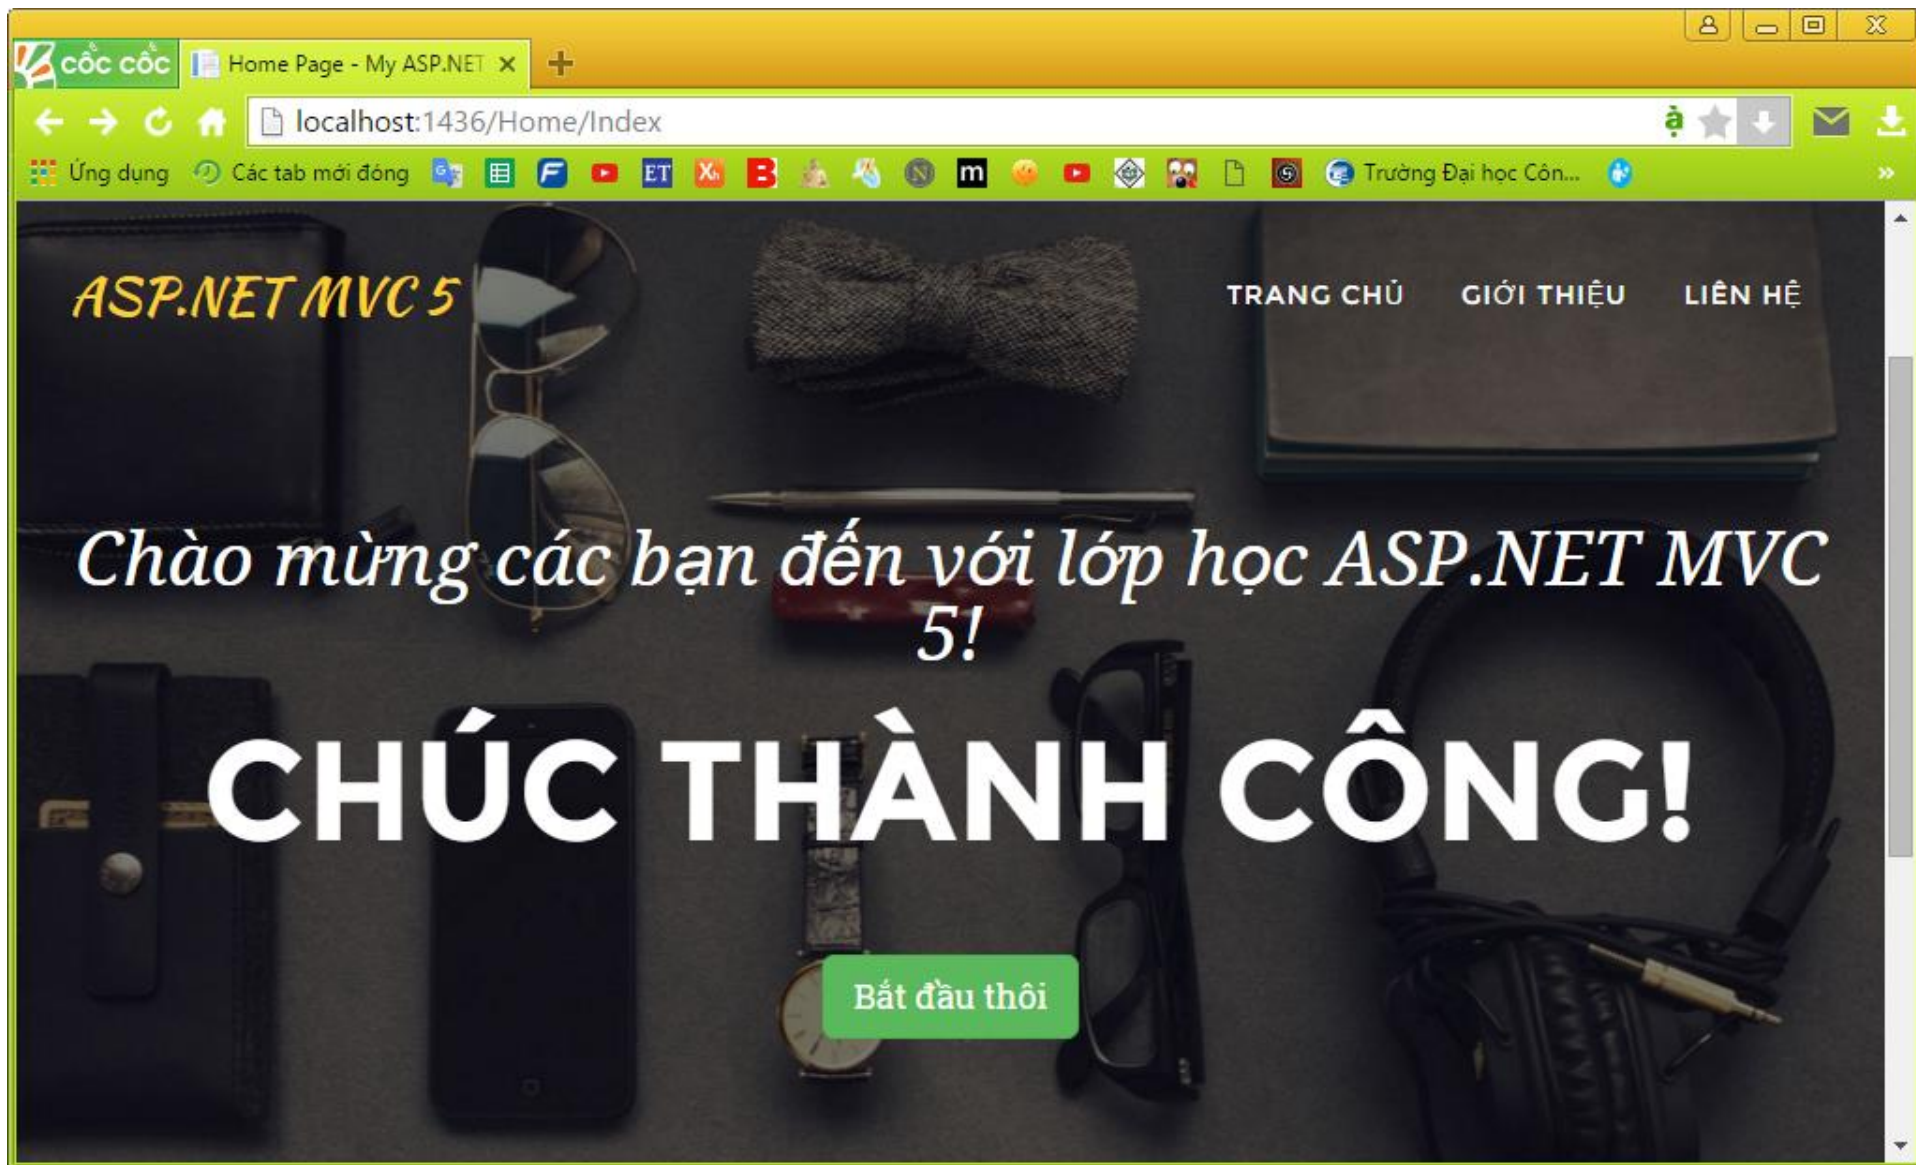 cốc cốc
Home Page - My ASP.NET
localhost:1436/Home/Index
Ứng dụng Các tab mới đóng ET Xh B N m Trường Đại học Côn...
ASP.NET MVC 5
TRANG CHỦ GIỚI THIỆU LIÊN HỆ
Chào mừng các bạn đến với lớp học ASP.NET MVC
5!
CHÚC THÀNH CÔNG!
Bắt đầu thôi